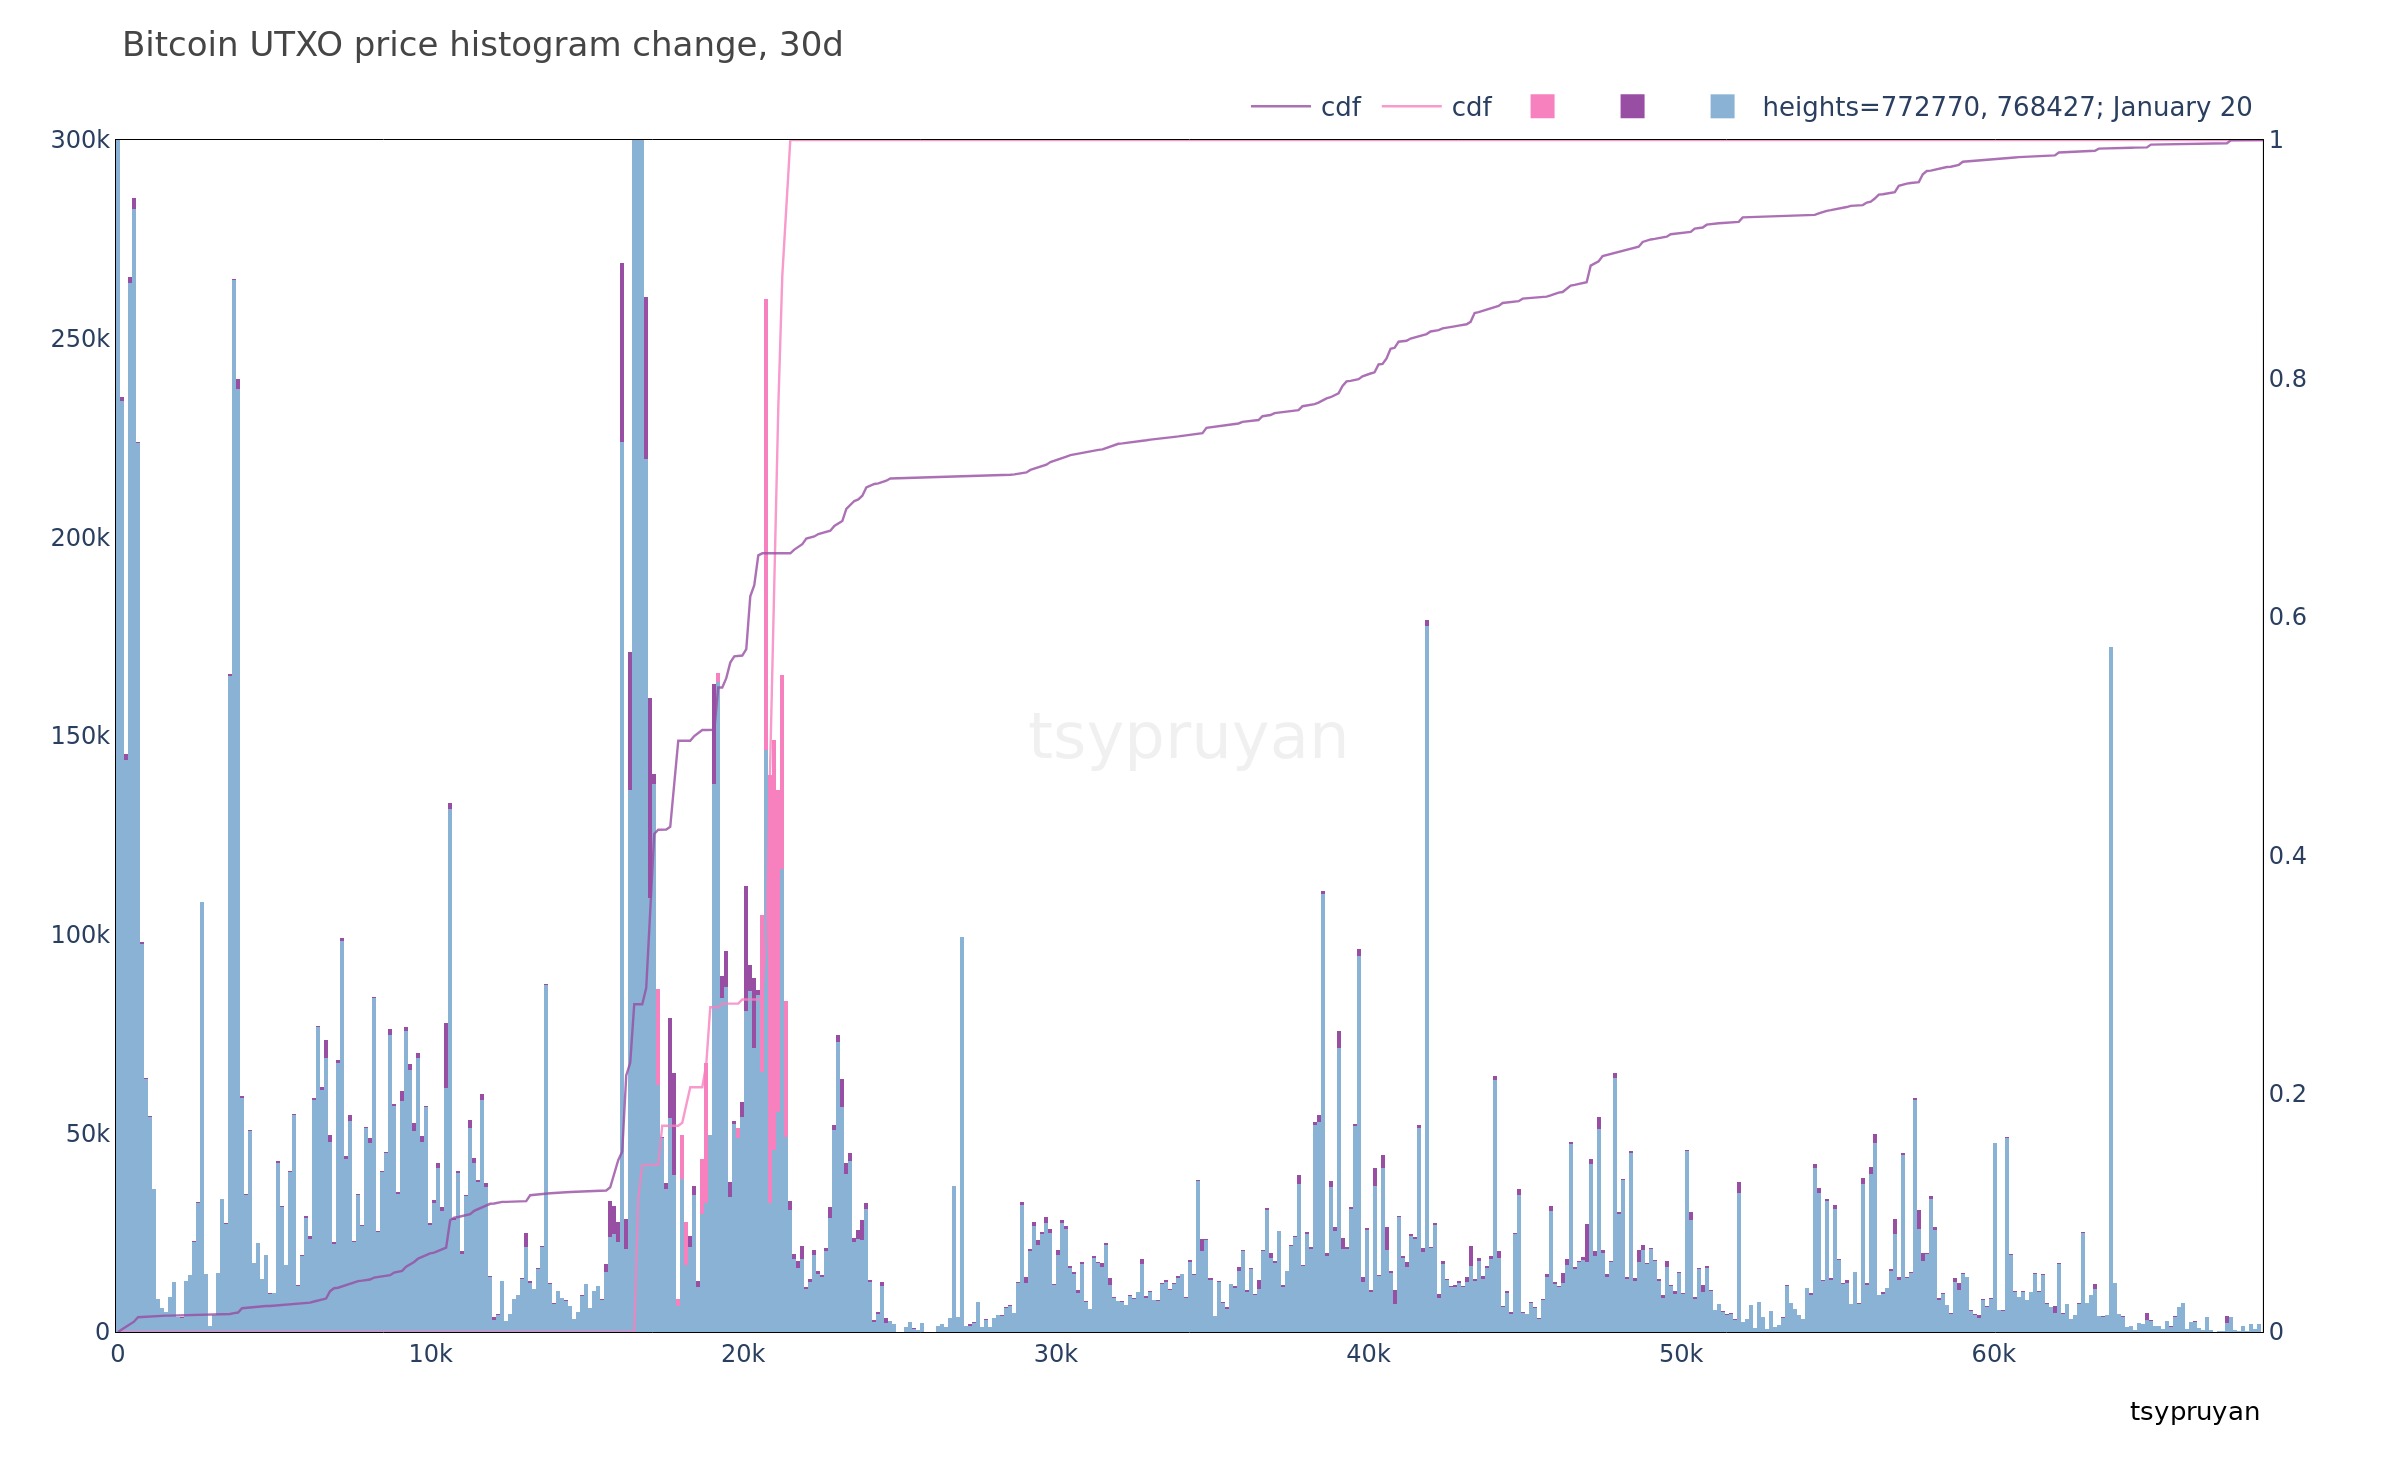 Bitcoin UTXO price histogram change, 30d
cdf cdf heights=772770, 768427; January 20
300k
250k
200k
150k
100k
50k
0
1
0.8
0.6
0.4
0.2
0
tsypruyan
0 10k 20k 30k 40k 50k 60k
tsypruyan